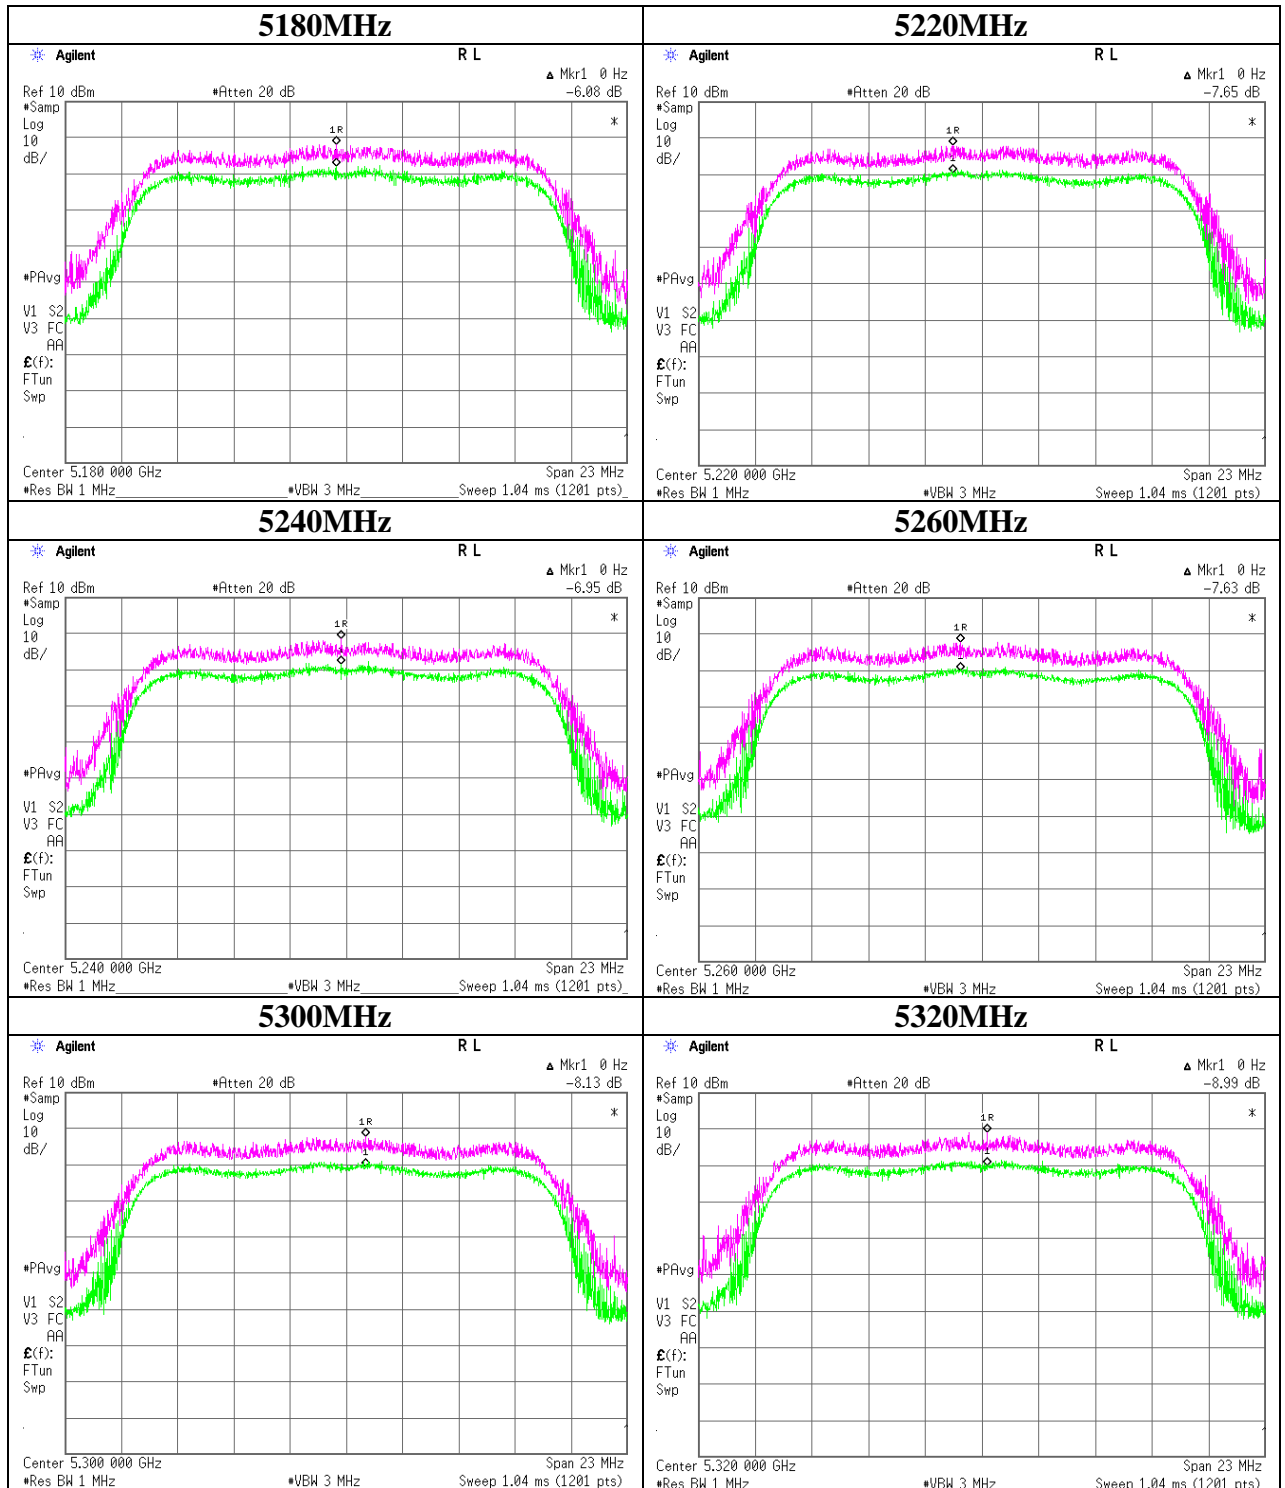 5180MHz
Agilent R L
Δ Mkr1 0 Hz
Ref 10 dBm #Atten 20 dB -6.08 dB
#Samp
Log
10
dB/
1R
1
*
#PAvg
V1 S2
V3 FC
AA
£(f):
FTun
Swp
Center 5.180 000 GHz Span 23 MHz
#Res BW 1 MHz #VBW 3 MHz Sweep 1.04 ms (1201 pts)
5220MHz
Agilent R L
Δ Mkr1 0 Hz
Ref 10 dBm #Atten 20 dB -7.65 dB
#Samp
Log
10
dB/
1R
1
*
#PAvg
V1 S2
V3 FC
AA
£(f):
FTun
Swp
Center 5.220 000 GHz Span 23 MHz
#Res BW 1 MHz #VBW 3 MHz Sweep 1.04 ms (1201 pts)
5240MHz
Agilent R L
Δ Mkr1 0 Hz
Ref 10 dBm #Atten 20 dB -6.95 dB
#Samp
Log
10
dB/
1R
1
*
#PAvg
V1 S2
V3 FC
AA
£(f):
FTun
Swp
Center 5.240 000 GHz Span 23 MHz
#Res BW 1 MHz #VBW 3 MHz Sweep 1.04 ms (1201 pts)
5260MHz
Agilent R L
Δ Mkr1 0 Hz
Ref 10 dBm #Atten 20 dB -7.63 dB
#Samp
Log
10
dB/
1R
1
*
#PAvg
V1 S2
V3 FC
AA
£(f):
FTun
Swp
Center 5.260 000 GHz Span 23 MHz
#Res BW 1 MHz #VBW 3 MHz Sweep 1.04 ms (1201 pts)
5300MHz
Agilent R L
Δ Mkr1 0 Hz
Ref 10 dBm #Atten 20 dB -8.13 dB
#Samp
Log
10
dB/
1R
1
*
#PAvg
V1 S2
V3 FC
AA
£(f):
FTun
Swp
Center 5.300 000 GHz Span 23 MHz
#Res BW 1 MHz #VBW 3 MHz Sweep 1.04 ms (1201 pts)
5320MHz
Agilent R L
Δ Mkr1 0 Hz
Ref 10 dBm #Atten 20 dB -8.99 dB
#Samp
Log
10
dB/
1R
1
*
#PAvg
V1 S2
V3 FC
AA
£(f):
FTun
Swp
Center 5.320 000 GHz Span 23 MHz
#Res BW 1 MHz #VBW 3 MHz Sweep 1.04 ms (1201 pts)